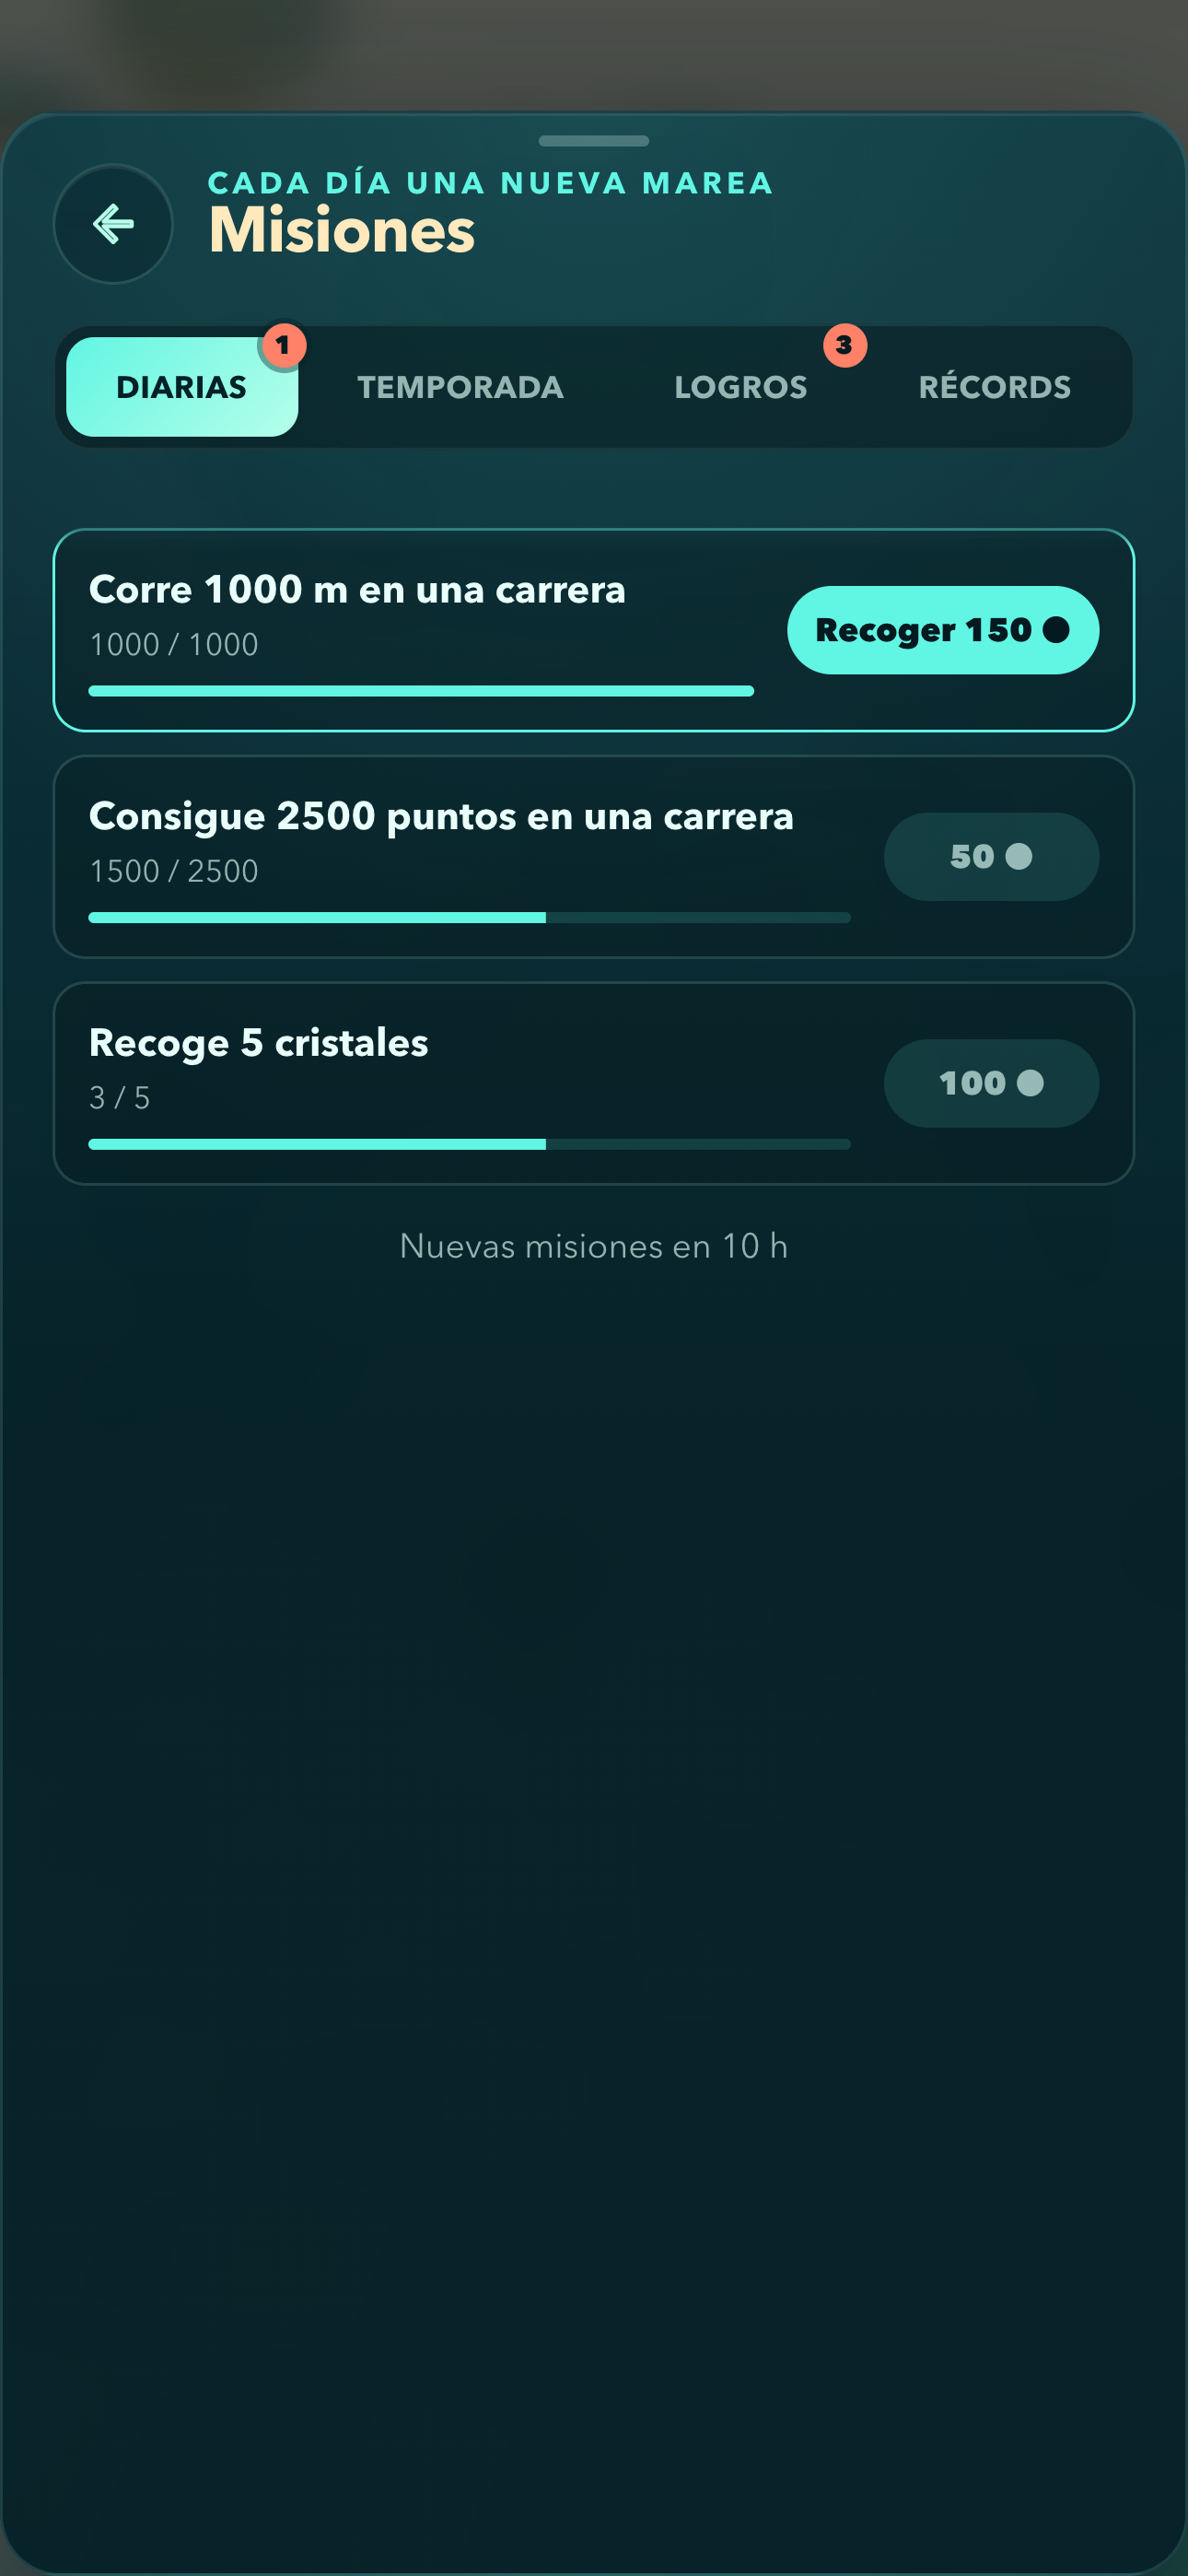 CADA DÍA UNA NUEVA MAREA
Misiones
DIARIAS 1
TEMPORADA
LOGROS 3
RÉCORDS
Corre 1000 m en una carrera
1000 / 1000
Recoger 150
Consigue 2500 puntos en una carrera
1500 / 2500
50
Recoge 5 cristales
3 / 5
100
Nuevas misiones en 10 h